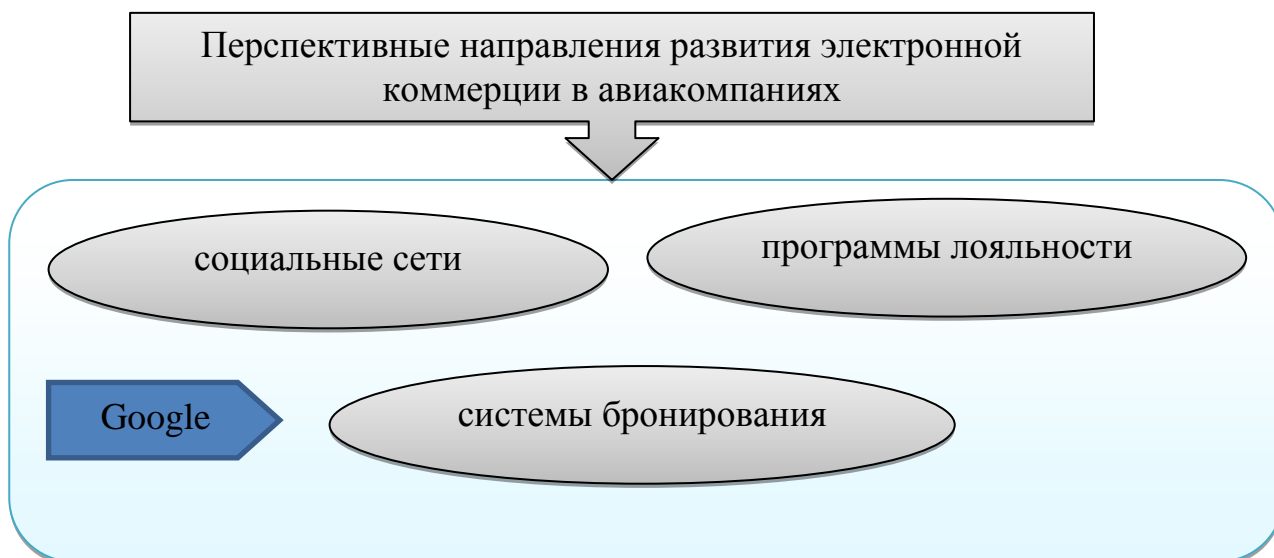 Перспективные направления развития электронной
коммерции в авиакомпаниях
социальные сети
программы лояльности
Google
системы бронирования